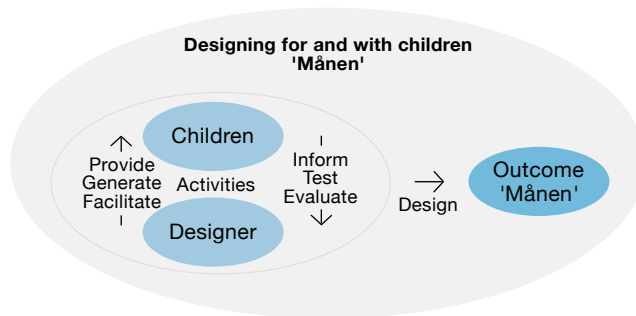 Designing for and with children
'Månen'
Children
Provide
Generate
Facilitate
Activities
Inform
Test
Evaluate
Designer
Design
Outcome
'Månen'